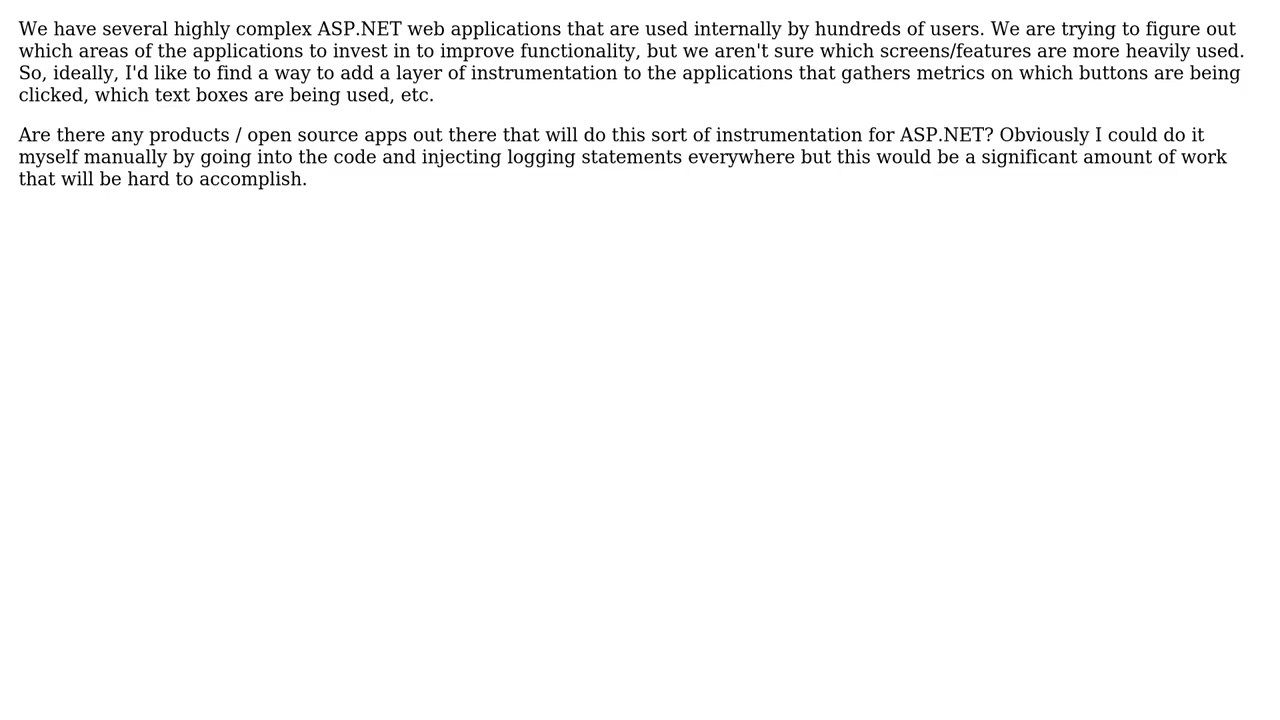 We have several highly complex ASP.NET web applications that are used internally by hundreds of users. We are trying to figure out
which areas of the applications to invest in to improve functionality, but we aren't sure which screens/features are more heavily used.
So, ideally, I'd like to find a way to add a layer of instrumentation to the applications that gathers metrics on which buttons are being
clicked, which text boxes are being used, etc.
Are there any products / open source apps out there that will do this sort of instrumentation for ASP.NET? Obviously I could do it
myself manually by going into the code and injecting logging statements everywhere but this would be a significant amount of work
that will be hard to accomplish.